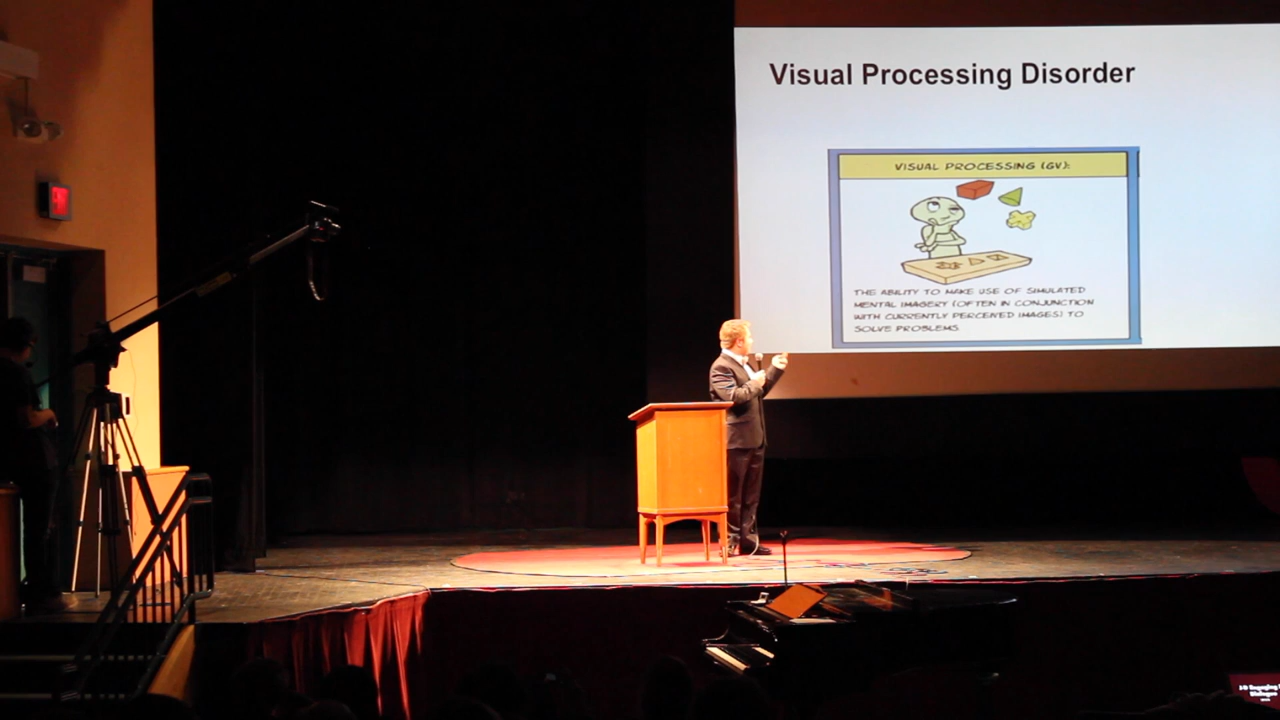 Visual Processing Disorder
VISUAL PROCESSING (GV):
THE ABILITY TO MAKE USE OF SIMULATED
MENTAL IMAGERY (OFTEN IN CONJUNCTION
WITH CURRENTLY PERCEIVED IMAGES) TO
SOLVE PROBLEMS.